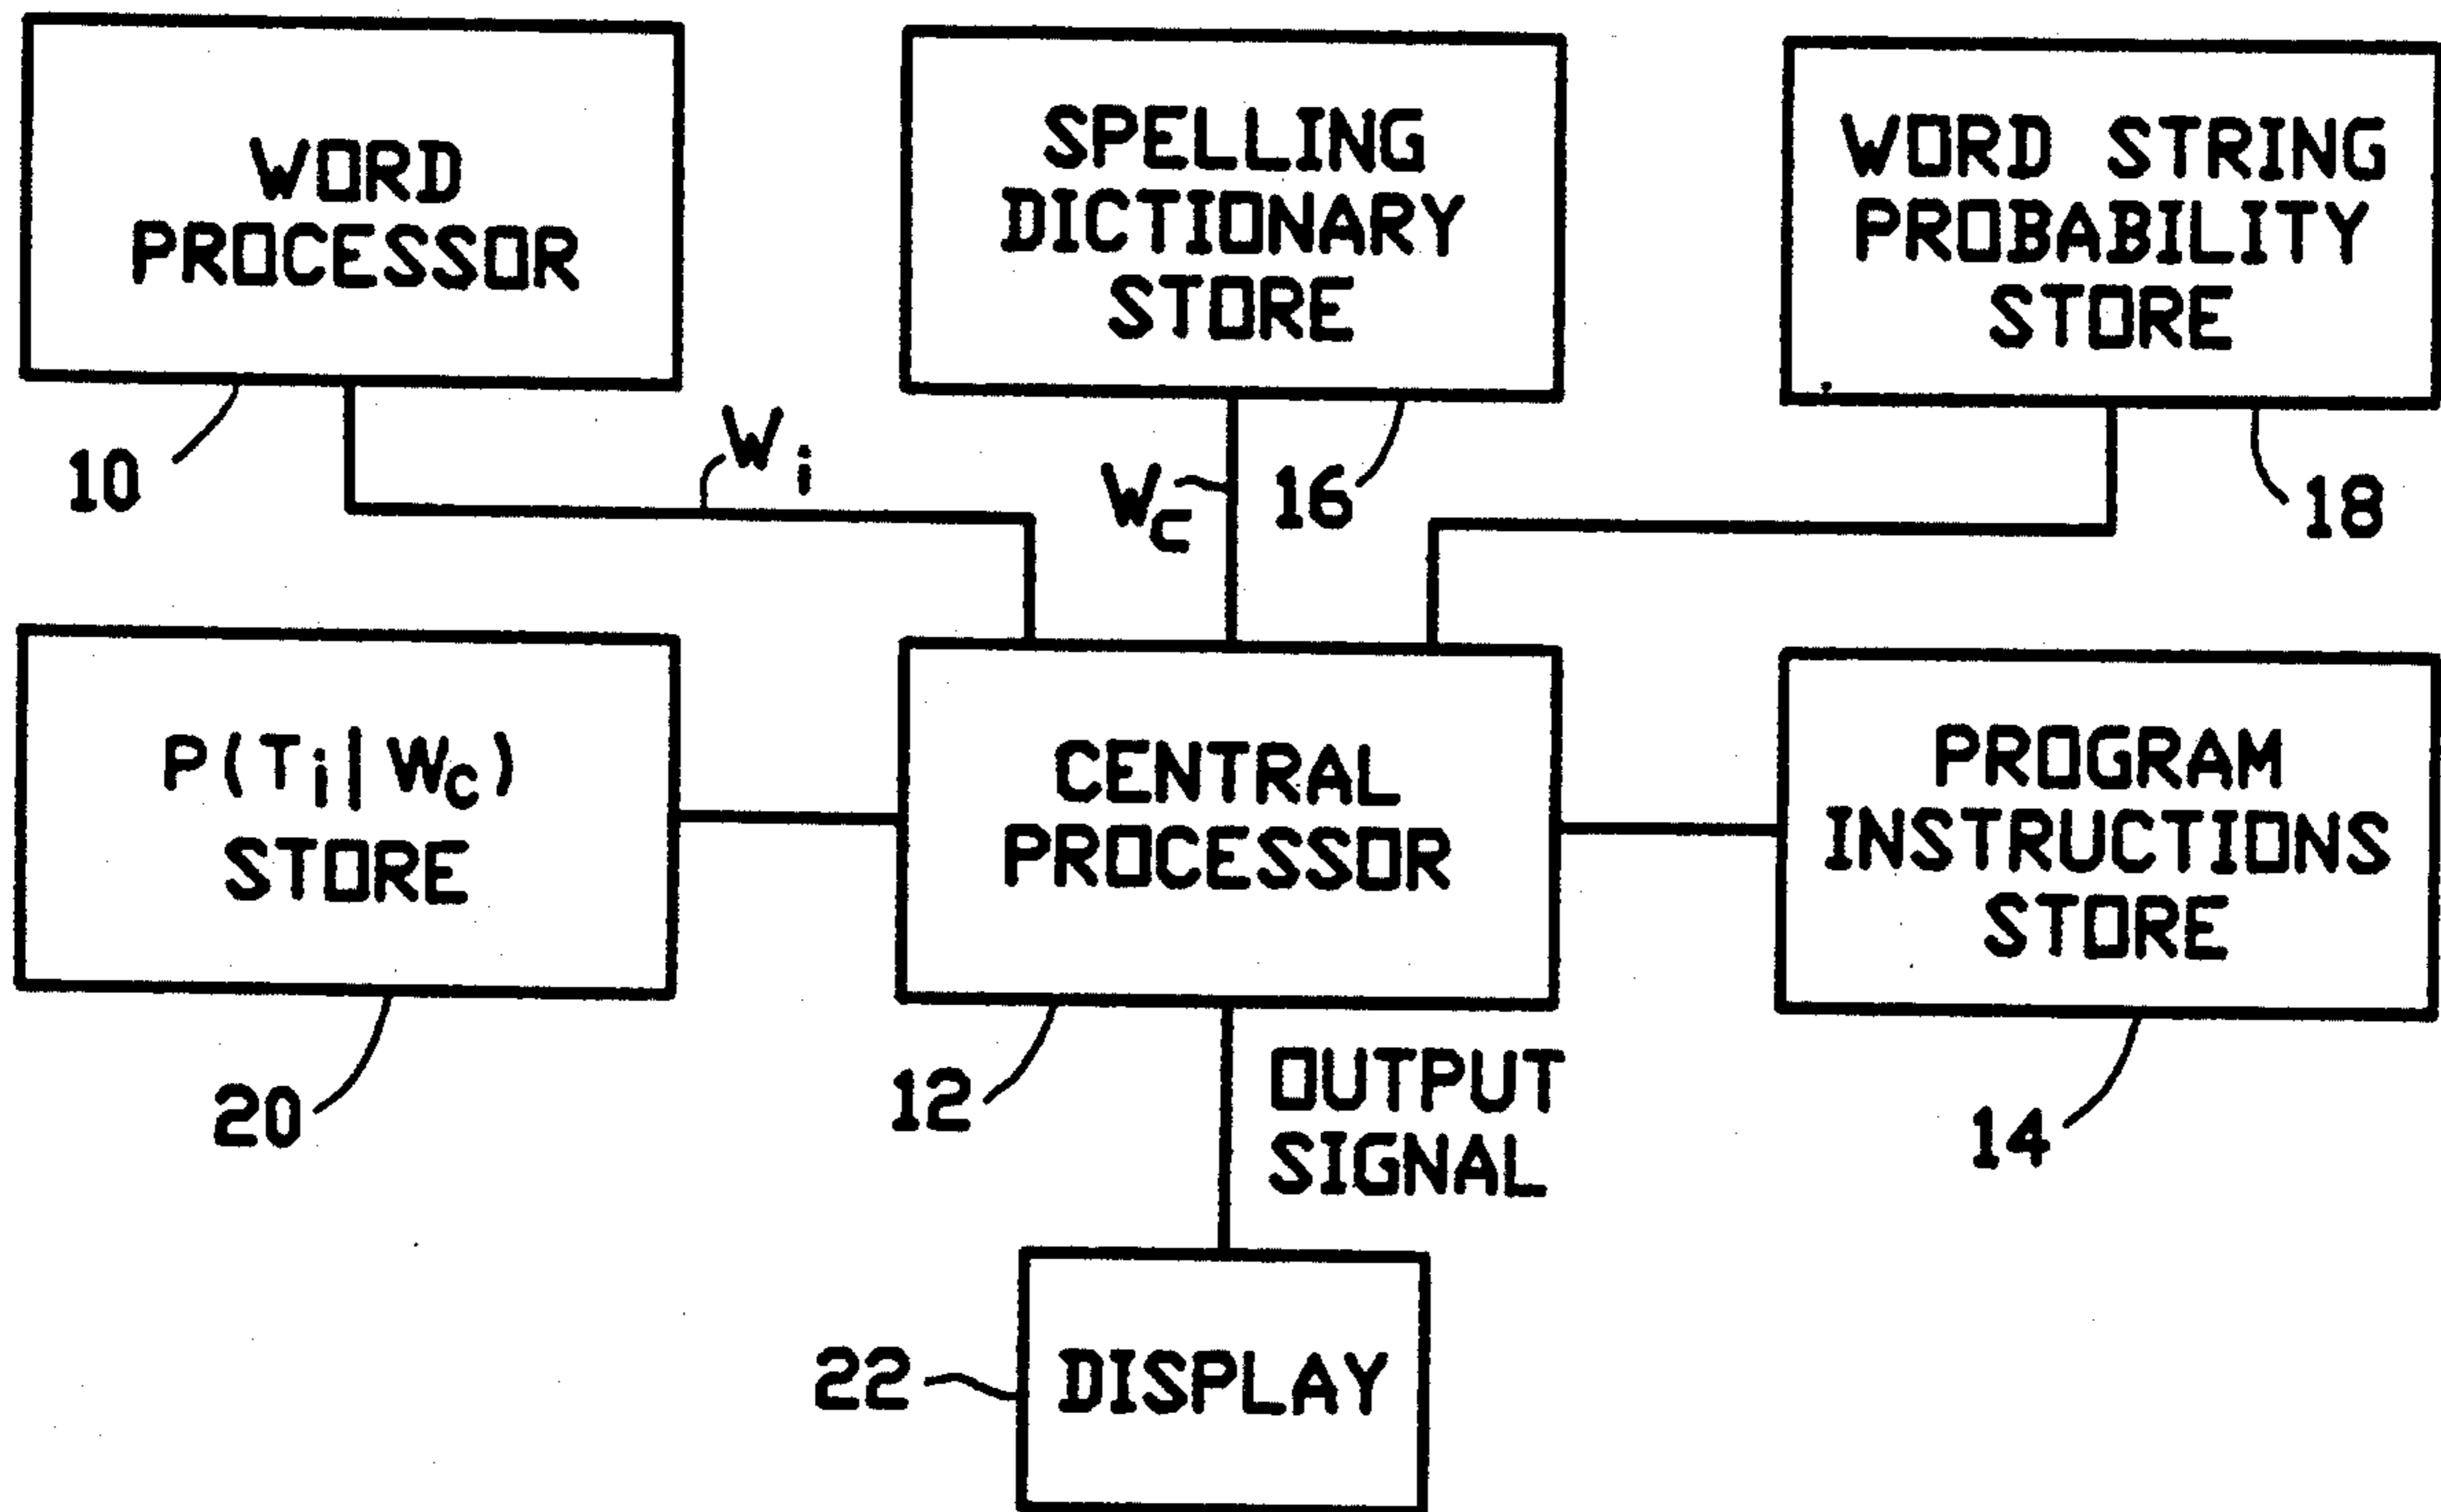 WORD
PROCESSOR
10
SPELLING
DICTIONARY
STORE
16
WORD STRING
PROBABILITY
STORE
18
Wi
Wc
P(Ti|Wc)
STORE
20
CENTRAL
PROCESSOR
12
PROGRAM
INSTRUCTIONS
STORE
14
OUTPUT
SIGNAL
22
DISPLAY